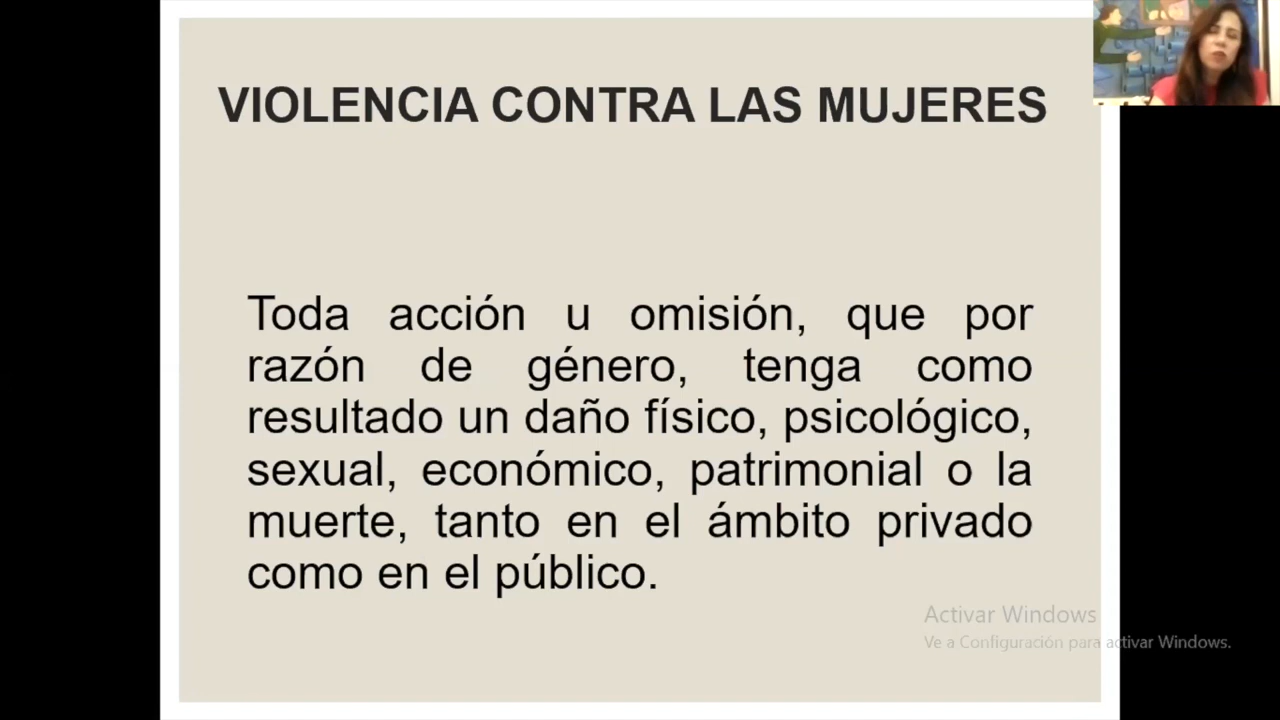 VIOLENCIA CONTRA LAS MUJERES
Toda acción u omisión, que por
razón de género, tenga como
resultado un daño físico, psicológico,
sexual, económico, patrimonial o la
muerte, tanto en el ámbito privado
como en el público.
Activar Windows
Ve a Configuración para activar Windows.